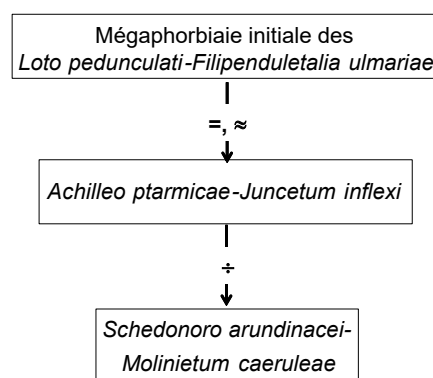 Mégaphorbiaie initiale des
Loto pedunculati-Filipenduletalia ulmariae
=, ≈
Achilleo ptarmicae-Juncetum inflexi
÷
Schedonoro arundinacei-
Molinietum caeruleae